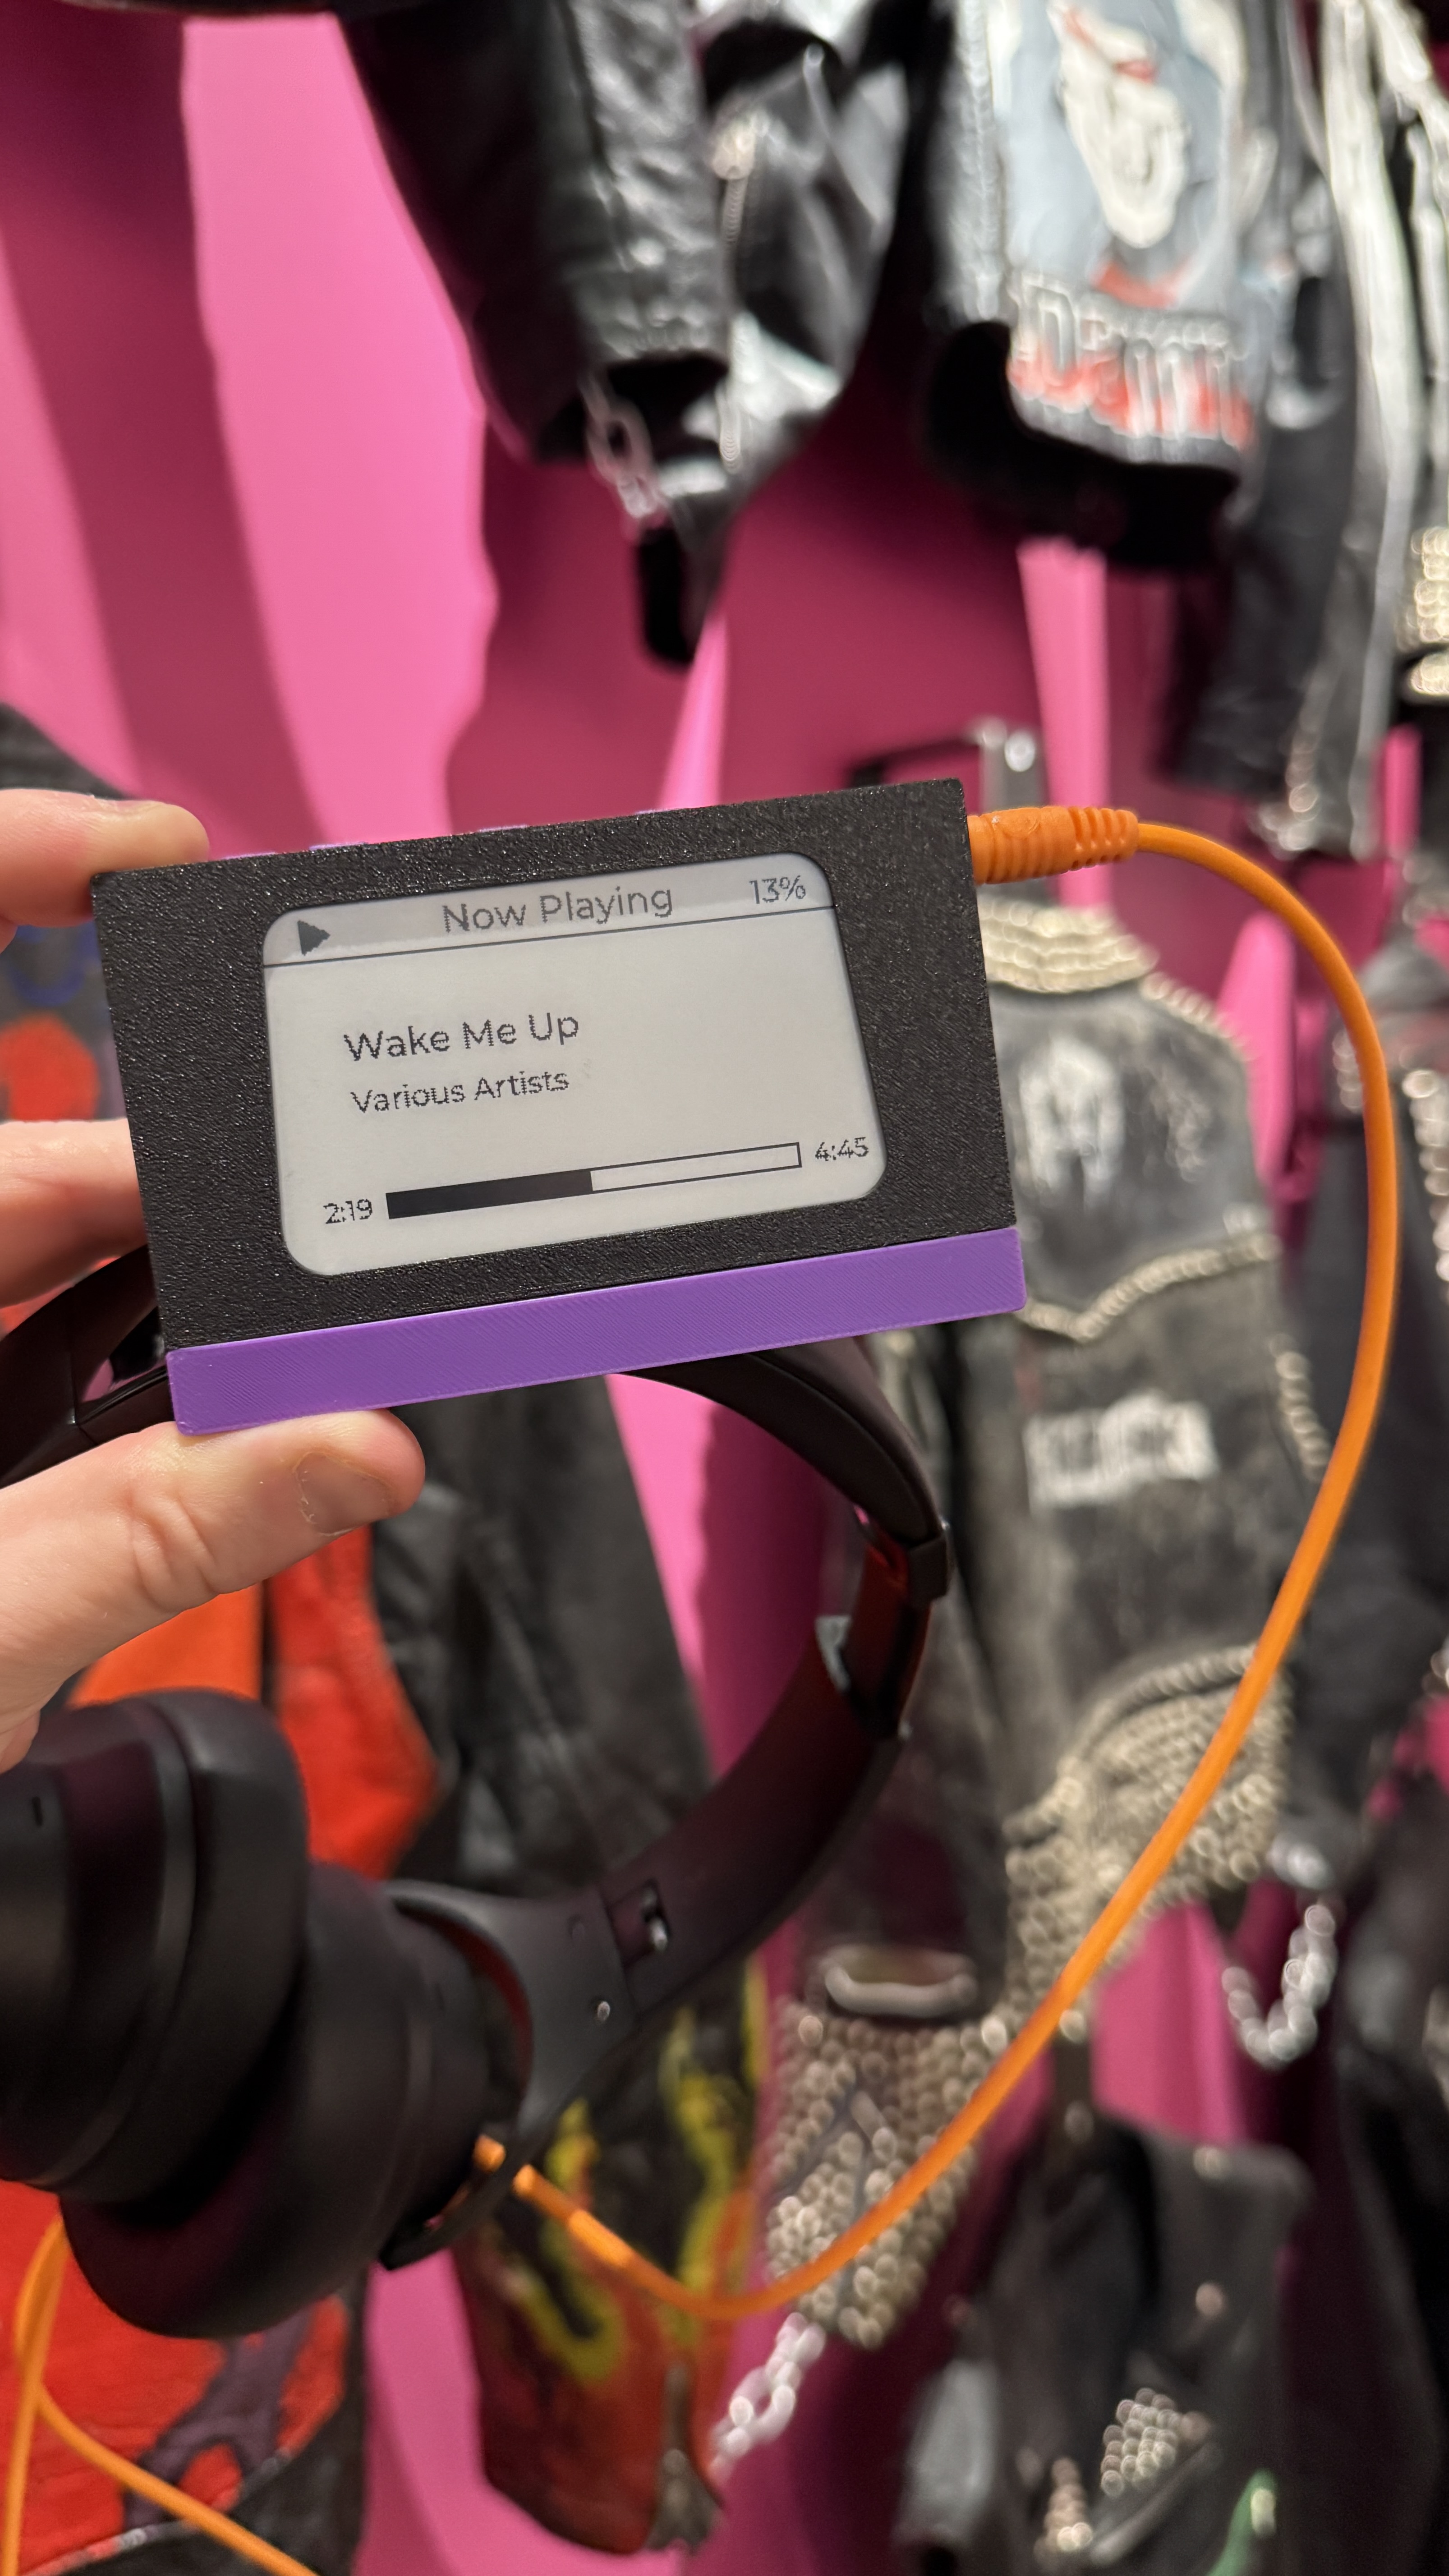 Now Playing 13%
Wake Me Up
Various Artists
2:19 4:45